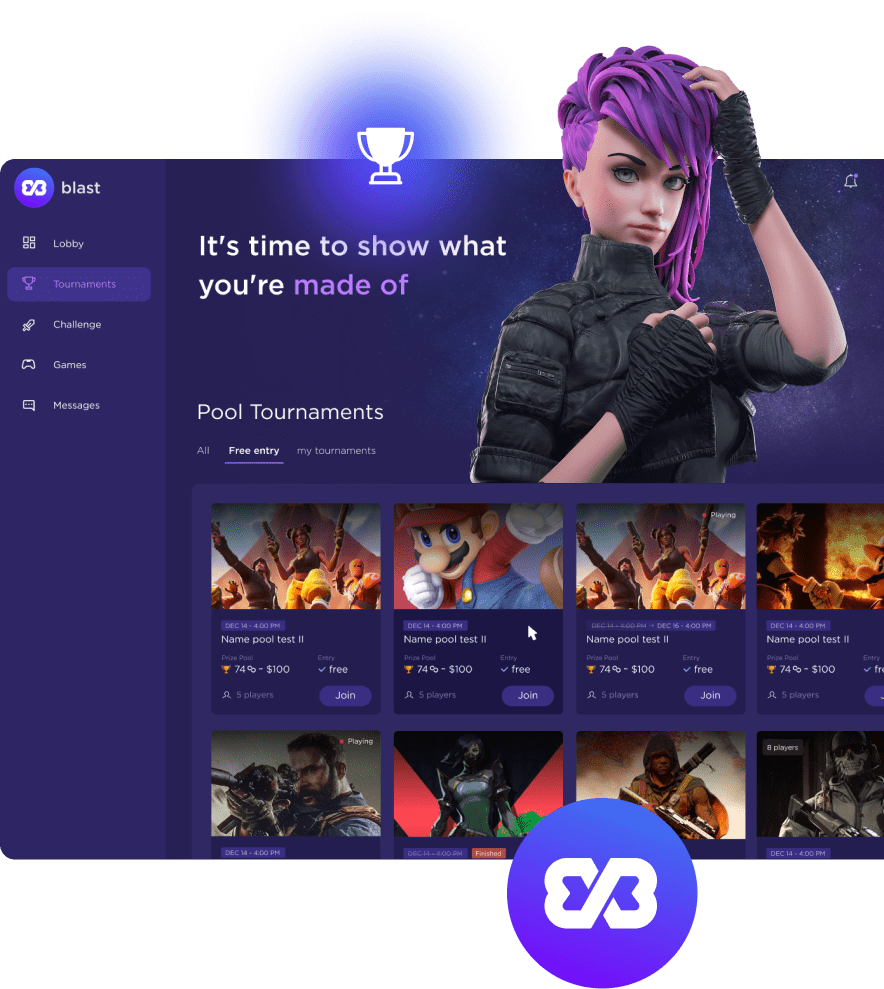 blast
Lobby
Tournaments
Challenge
Games
Messages
It's time to show what
you're made of
Pool Tournaments
All Free entry my tournaments
Playing
DEC 14 - 4:00 PM
Name pool test II
Prize Pool Entry
74 ~ $100 free
5 players Join
DEC 14 - 4:00 PM
Name pool test II
Prize Pool Entry
74 ~ $100 free
5 players Join
DEC 14 - 4:00 PM → DEC 16 - 4:00 PM
Name pool test II
Prize Pool Entry
74 ~ $100 free
5 players Join
DEC 14 - 4:00 PM
Name pool test II
Prize Pool Entry
74 ~ $100
5 players
Playing
8 players
DEC 14 - 4:00 PM
DEC 14 - 4:00 PM Finished
DEC 14 - 4:00 PM